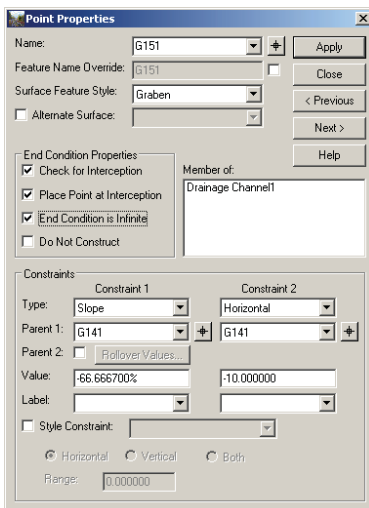 Point Properties
Name: G151 Apply
Feature Name Override: G151 Close
Surface Feature Style: Graben < Previous
Alternate Surface: Next >
Help
End Condition Properties
Check for Interception Member of:
Place Point at Interception Drainage Channel1
End Condition is Infinite
Do Not Construct
Constraints
Constraint 1 Constraint 2
Type: Slope Horizontal
Parent 1: G141 G141
Parent 2: Rollover Values...
Value: -66.666700% -10.000000
Label:
Style Constraint:
Horizontal Vertical Both
Range: 0.000000